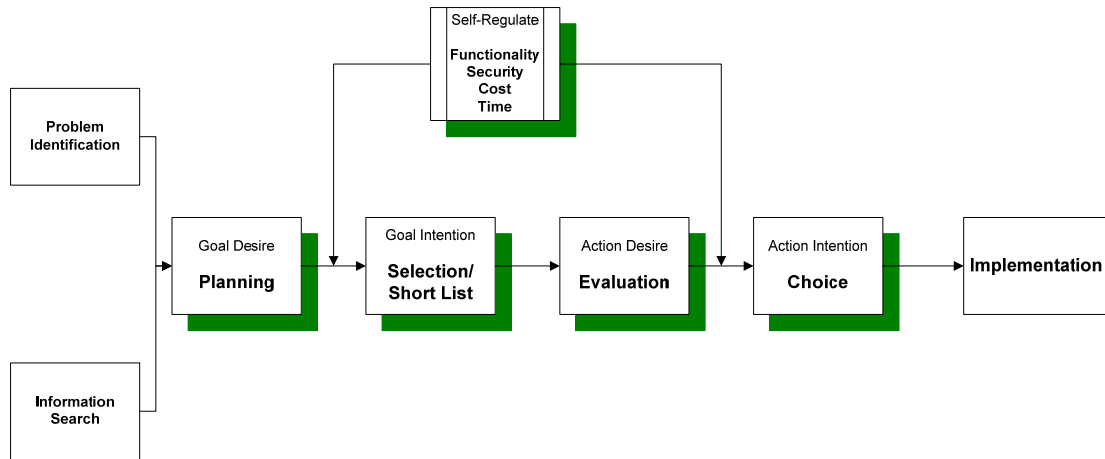 Self-Regulate
Functionality
Security
Cost
Time
Problem
Identification
Goal Desire
Planning
Goal Intention
Selection/
Short List
Action Desire
Evaluation
Action Intention
Choice
Implementation
Information
Search